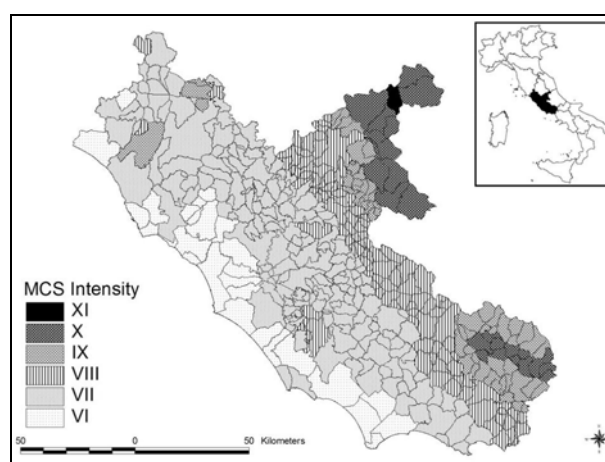 MCS Intensity
XI
X
IX
VIII
VII
VI
50 0 50 Kilometers